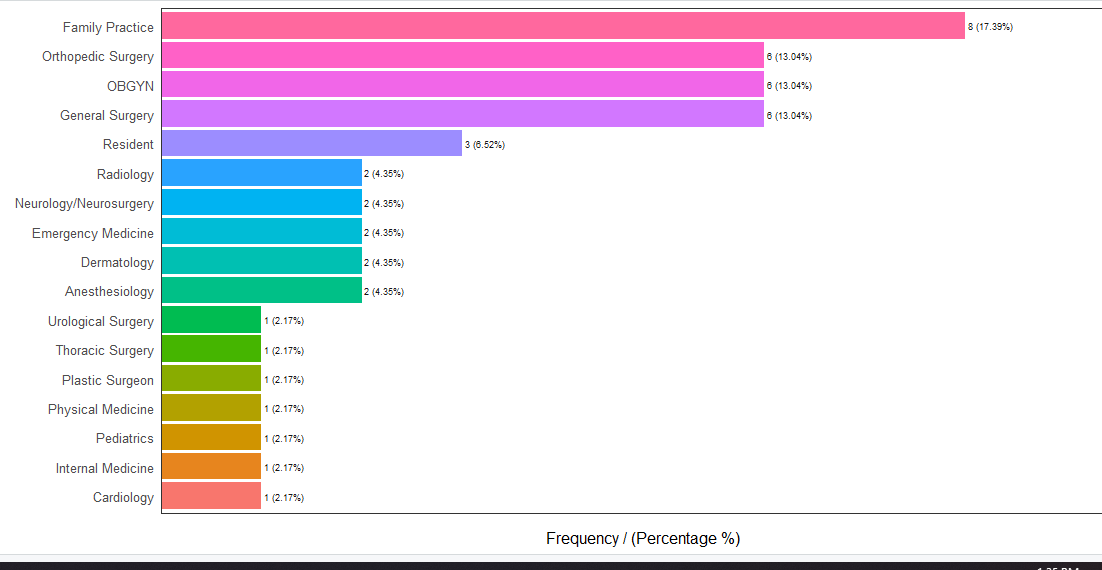 Family Practice 8 (17.39%)
Orthopedic Surgery 6 (13.04%)
OBGYN 6 (13.04%)
General Surgery 6 (13.04%)
Resident 3 (6.52%)
Radiology 2 (4.35%)
Neurology/Neurosurgery 2 (4.35%)
Emergency Medicine 2 (4.35%)
Dermatology 2 (4.35%)
Anesthesiology 2 (4.35%)
Urological Surgery 1 (2.17%)
Thoracic Surgery 1 (2.17%)
Plastic Surgeon 1 (2.17%)
Physical Medicine 1 (2.17%)
Pediatrics 1 (2.17%)
Internal Medicine 1 (2.17%)
Cardiology 1 (2.17%)
Frequency / (Percentage %)